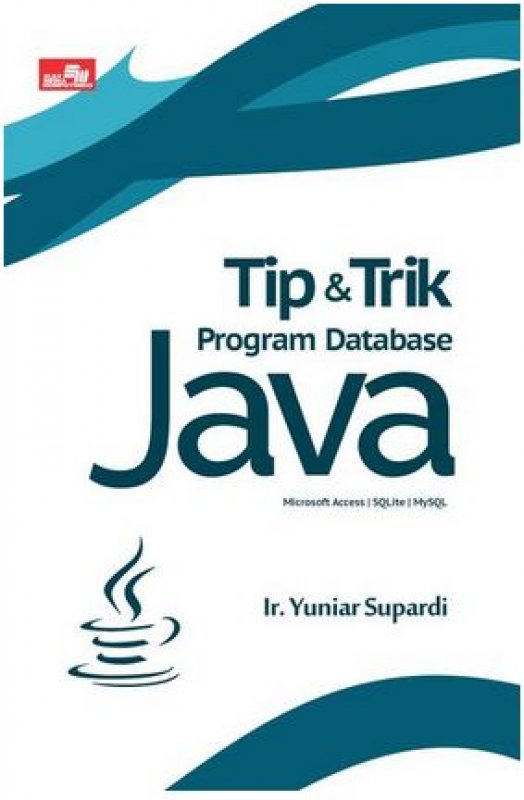 Tip & Trik
Program Database
Java
Microsoft Access | SQLite | MySQL
Ir. Yuniar Supardi